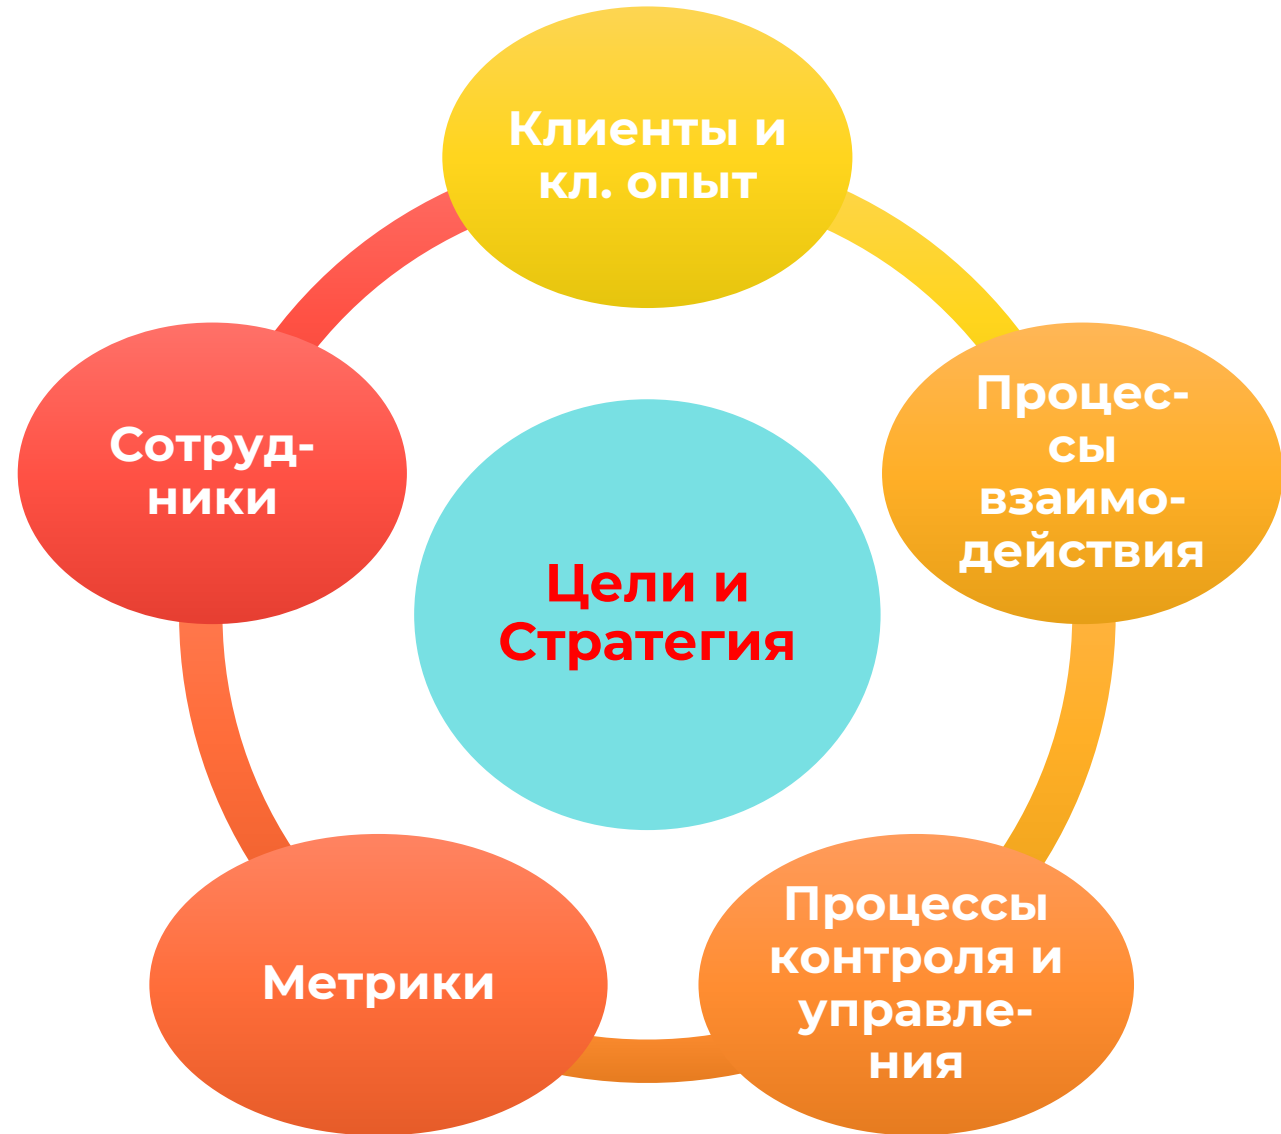 Клиенты и
кл. опыт
Процес-
сы
взаимо-
действия
Процессы
контроля и
управле-
ния
Метрики
Сотруд-
ники
Цели и
Стратегия